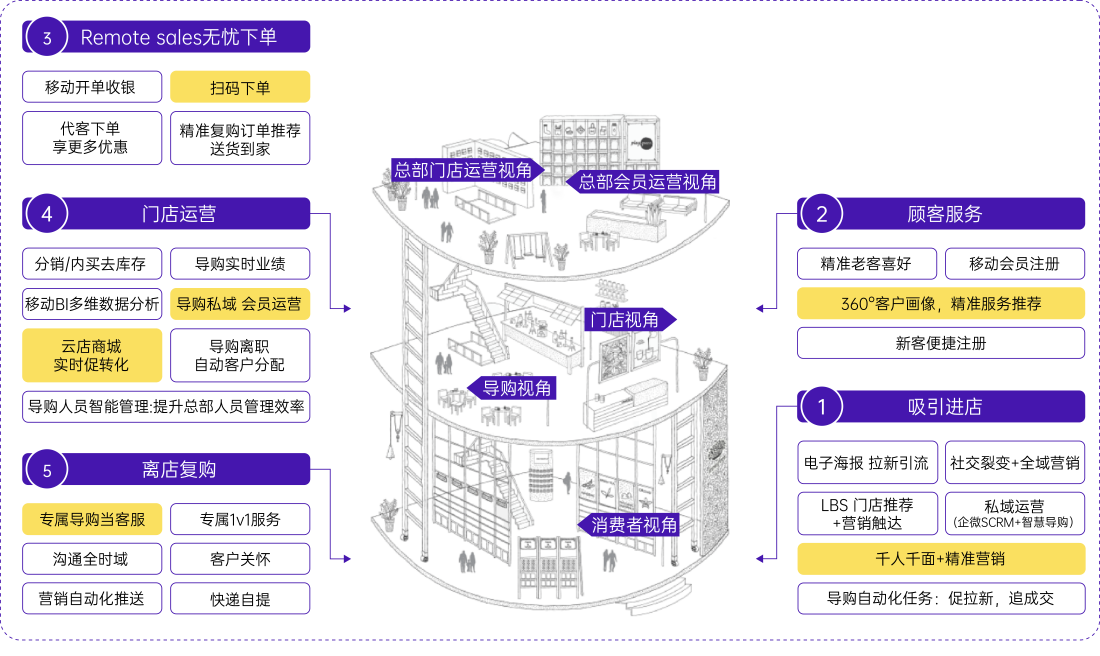 3
Remote sales无忧下单
移动开单收银
扫码下单
代客下单
享更多优惠
精准复购订单推荐
送货到家
4
门店运营
分销/内买去库存
导购实时业绩
移动BI多维数据分析
导购私域 会员运营
云店商城
实时促转化
导购离职
自动客户分配
导购人员智能管理:提升总部人员管理效率
5
离店复购
专属导购当客服
专属1v1服务
沟通全时域
客户关怀
营销自动化推送
快递自提
总部门店运营视角
总部会员运营视角
门店视角
导购视角
消费者视角
2
顾客服务
精准老客喜好
移动会员注册
360°客户画像，精准服务推荐
新客便捷注册
1
吸引进店
电子海报 拉新引流
社交裂变+全域营销
LBS 门店推荐
+营销触达
私域运营
(企微SCRM+智慧导购)
千人千面+精准营销
导购自动化任务：促拉新，追成交